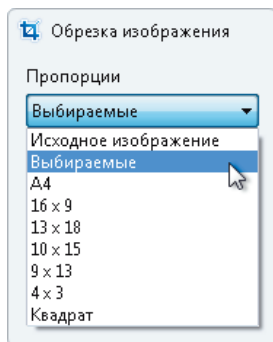 Обрезка изображения
Пропорции
Выбираемые
Исходное изображение
Выбираемые
A4
16 x 9
13 x 18
10 x 15
9 x 13
4 x 3
Квадрат